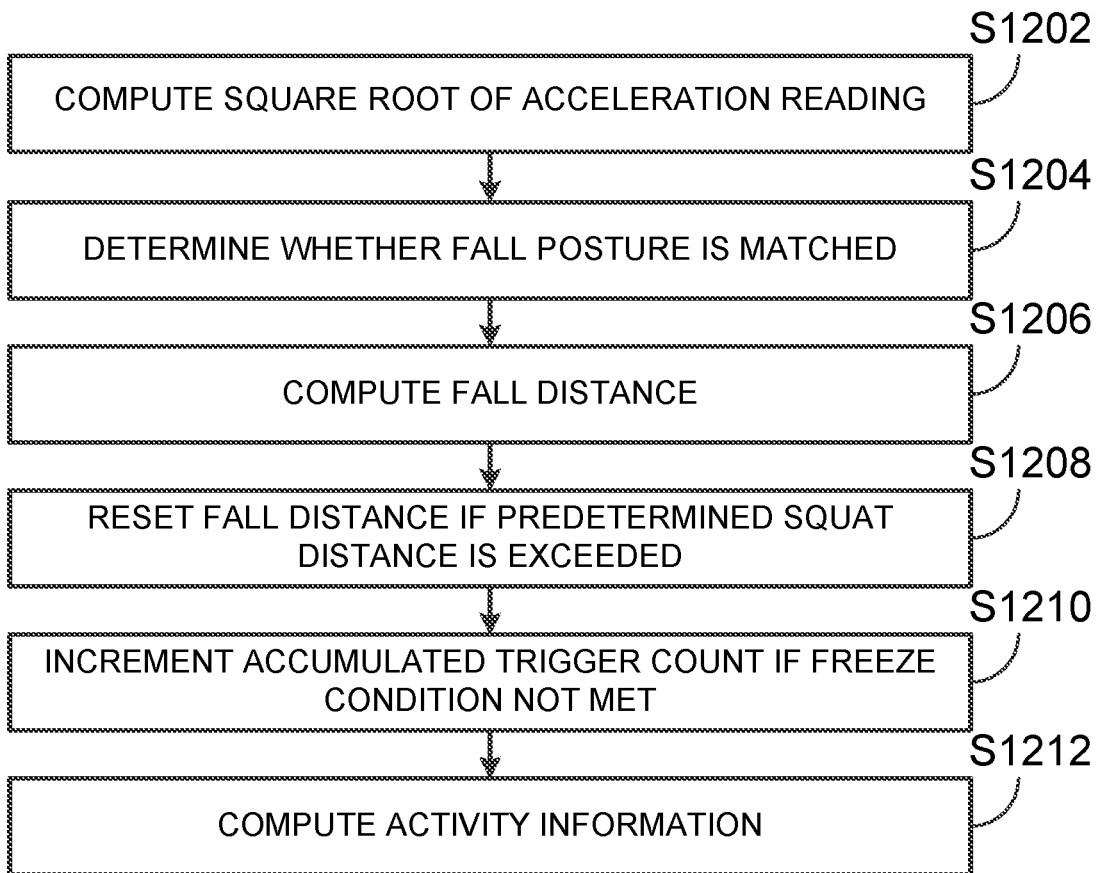 S1202
COMPUTE SQUARE ROOT OF ACCELERATION READING
S1204
DETERMINE WHETHER FALL POSTURE IS MATCHED
S1206
COMPUTE FALL DISTANCE
S1208
RESET FALL DISTANCE IF PREDETERMINED SQUAT
DISTANCE IS EXCEEDED
S1210
INCREMENT ACCUMULATED TRIGGER COUNT IF FREEZE
CONDITION NOT MET
S1212
COMPUTE ACTIVITY INFORMATION